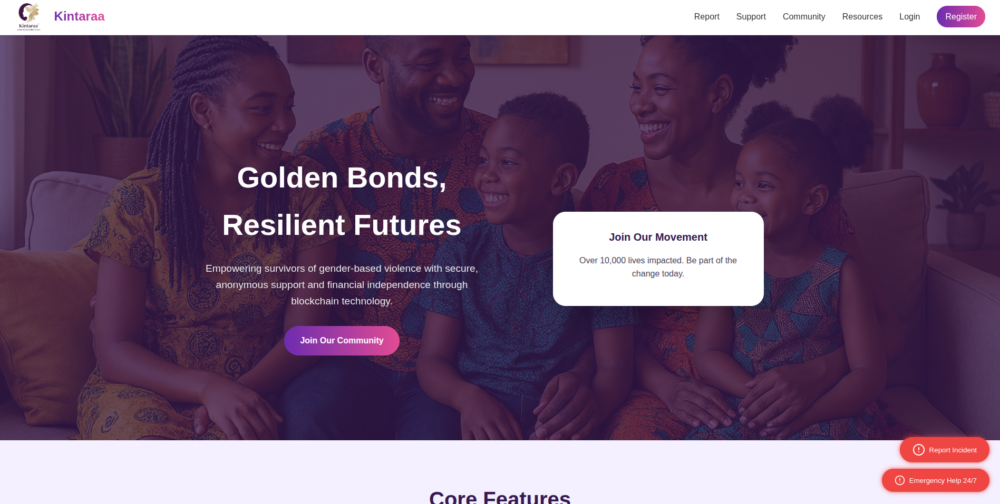 Kintaraa
Kintaraa
Report
Support
Community
Resources
Login
Register
Golden Bonds,
Resilient Futures
Empowering survivors of gender-based violence with secure,
anonymous support and financial independence through
blockchain technology.
Join Our Community
Join Our Movement
Over 10,000 lives impacted. Be part of the
change today.
Report Incident
Emergency Help 24/7
Core Features